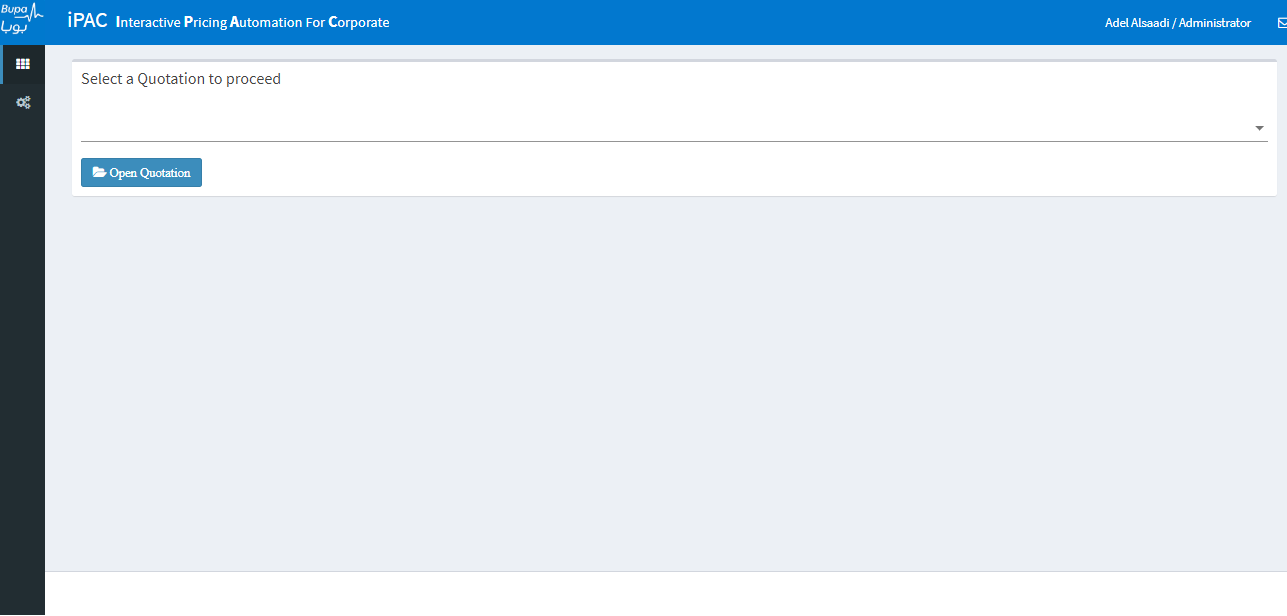 Bupa
بوبا
iPAC Interactive Pricing Automation For Corporate
Adel Alsaadi / Administrator
Select a Quotation to proceed
Open Quotation